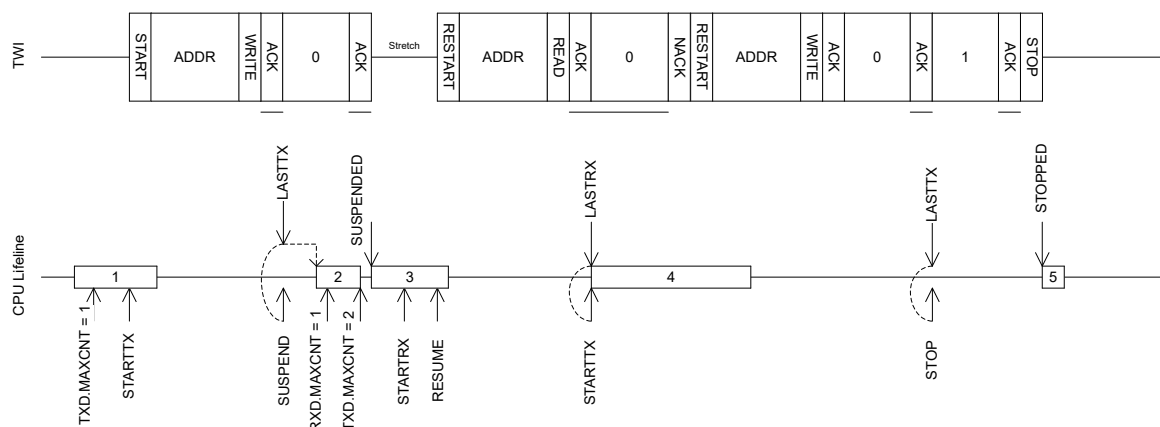 TWI
START
ADDR
WRITE
ACK
0
ACK
Stretch
RESTART
ADDR
READ
ACK
0
NACK
RESTART
ADDR
WRITE
ACK
0
ACK
1
ACK
STOP
CPU Lifeline
LASTTX
SUSPENDED
LASTRX
LASTTX
STOPPED
1
2
3
4
5
TXD.MAXCNT = 1
STARTTX
SUSPEND
RXD.MAXCNT = 1
TXD.MAXCNT = 2
STARTRX
RESUME
STARTTX
STOP